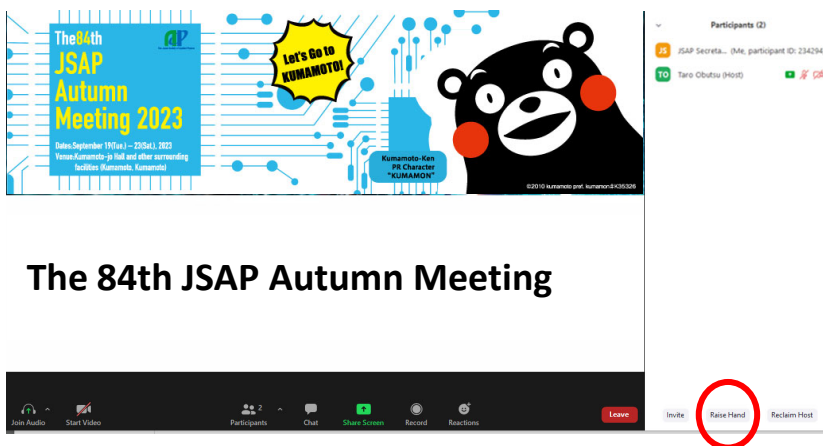 The84th
JSAP
Autumn
Meeting 2023
Dates:September 19(Tue.) – 23(Sat.), 2023
Venue:Kumamoto-jo Hall and other surrounding
facilities (Kumamoto, Kumamoto)
Let's Go to
KUMAMOTO!
Kumamoto-Ken
PR Character
"KUMAMON"
©2010 kumamoto pref. kumamon#K35326
Participants (2)
JS JSAP Secreta... (Me, participant ID: 234294
TO Taro Obutsu (Host)
The 84th JSAP Autumn Meeting
Join Audio Start Video Participants 2 Chat Share Screen Record Reactions Leave
Invite Raise Hand Reclaim Host